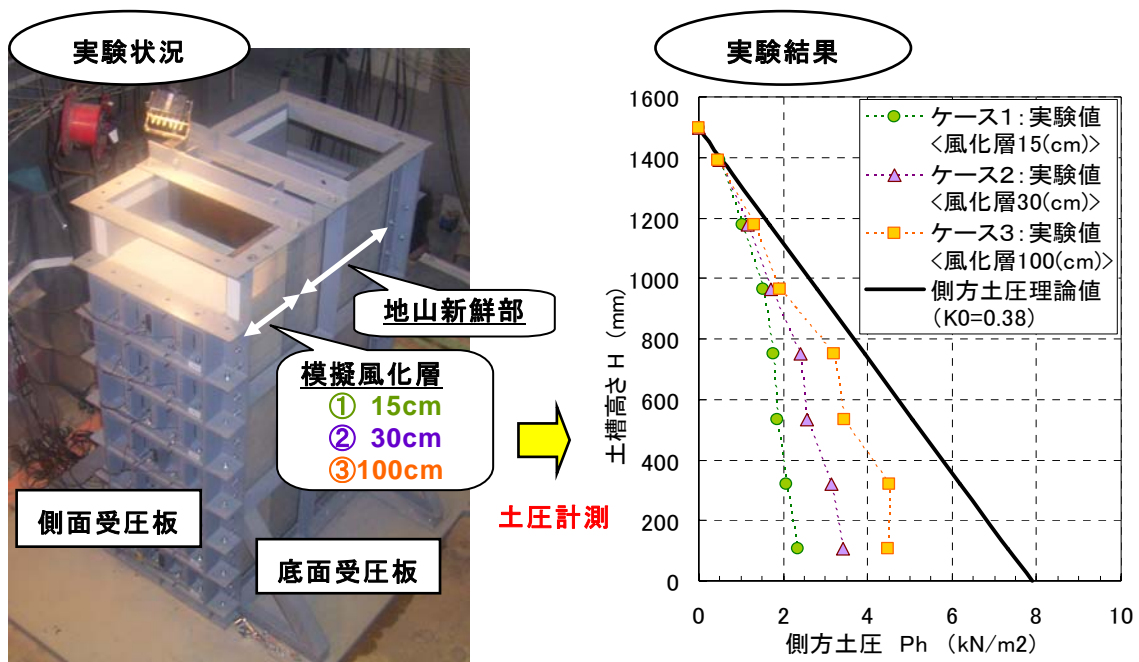 実験状況
地山新鮮部
模擬風化層
① 15cm
② 30cm
③100cm
側面受圧板
底面受圧板
土圧計測
実験結果
ケース1：実験値
<風化層15(cm)>
ケース2：実験値
<風化層30(cm)>
ケース3：実験値
<風化層100(cm)>
側方土圧理論値
(K0=0.38)
土槽高さ H (mm)
1600
1400
1200
1000
800
600
400
200
0
0 2 4 6 8 10
側方土圧 Ph (kN/m2)